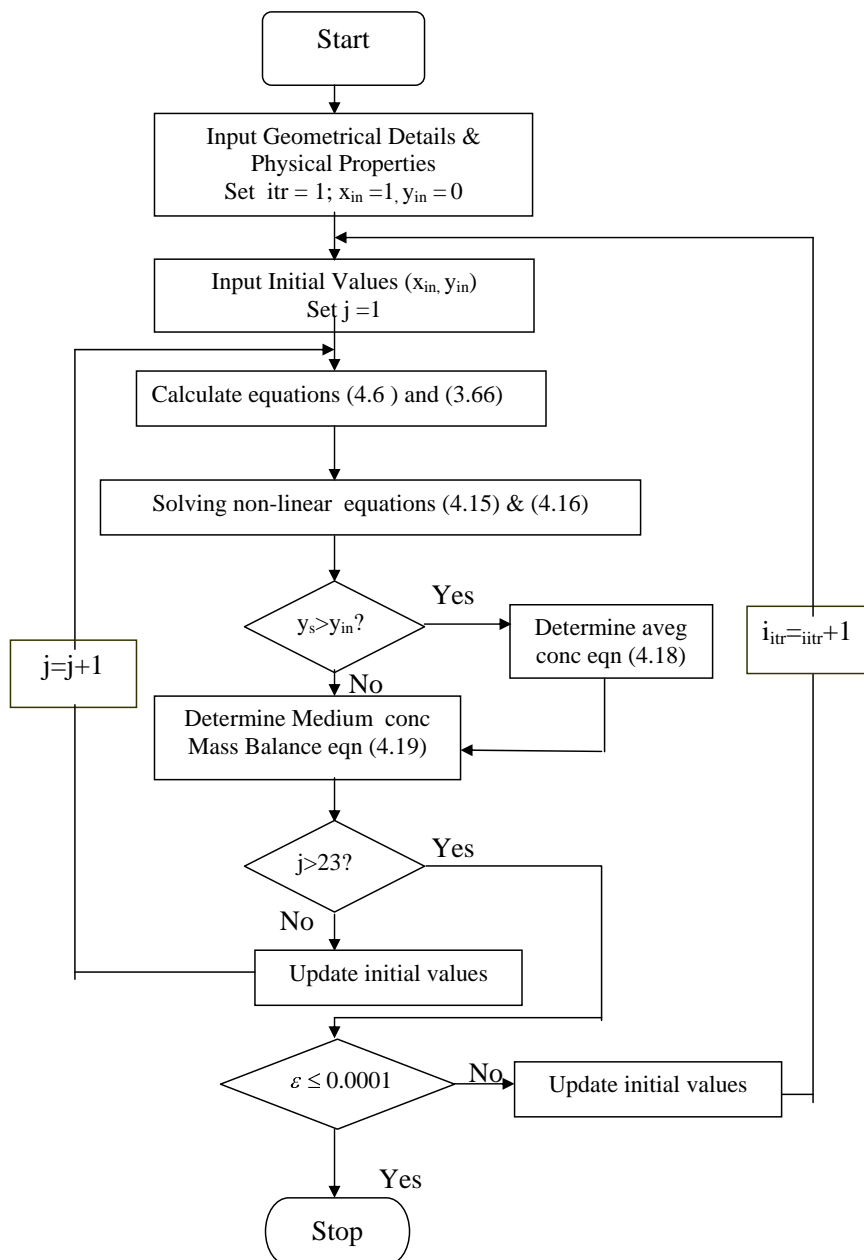 Start
Input Geometrical Details &
Physical Properties
Set itr = 1; xin =1, yin = 0
Input Initial Values (xin, yin)
Set j =1
Calculate equations (4.6 ) and (3.66)
Solving non-linear equations (4.15) & (4.16)
ys>yin?
Yes
Determine aveg
conc eqn (4.18)
iitr=iitr+1
j=j+1
No
Determine Medium conc
Mass Balance eqn (4.19)
j>23?
Yes
No
Update initial values
ε ≤ 0.0001
No
Update initial values
Yes
Stop